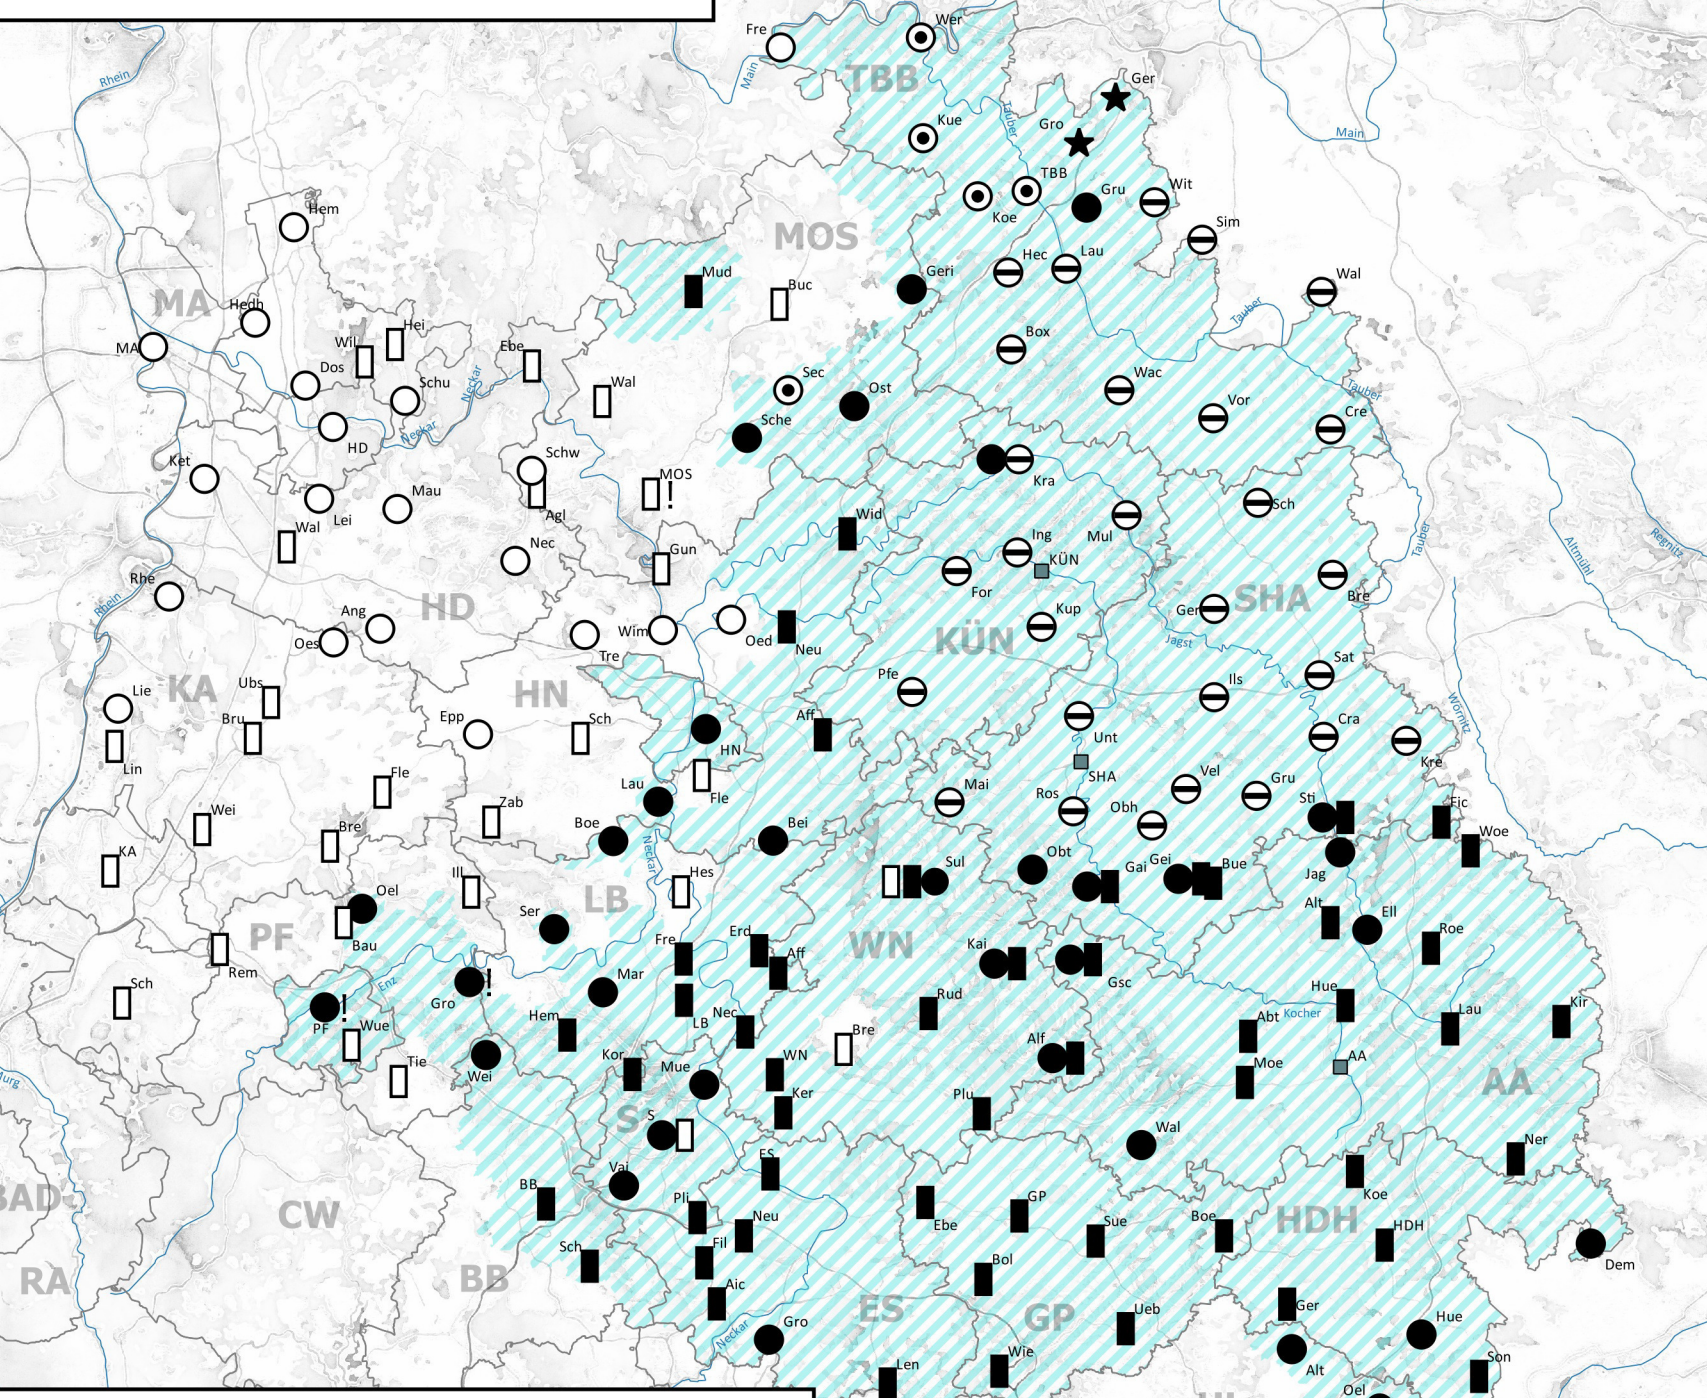 Fre
Wer
Rhein
Main
TBB
Ger
Tauber
Gro
Kue
Main
TBB
Wit
Gru
Koe
Hem
Sim
MOS
Hec
Lau
Mud
Geri
Wal
Buc
MA
Hedh
Tauber
Hei
Box
MA
Wil
Ebe
Dos
Wal
Sec
Wac
Schu
Neckar
Ost
Tauber
Vor
Cre
Sche
Neckar
HD
Schw
Ket
MOS
!
Kra
Mau
Sch
Lei
Agl
Wid
Wal
Mul
Tauber
Nec
Gun
Ing
KÜN
Altmühl
Regnitz
Rhe
For
Bre
Rhein
HD
SHA
Ang
Kup
Ger
Oes
Wim
Oed
Jagst
Tre
Neu
KÜN
KA
Lie
Ubs
HN
Pfe
Sat
Ils
Wörnitz
Bru
Epp
Sch
Aff
Cra
HN
Unt
Lin
Kre
Fle
SHA
Vel
Lau
Fle
Mai
Ros
Gru
Obh
Sti
Fic
Wei
Zab
Boe
Bei
Woe
Bre
Neckar
KA
Obt
Gai
Gei
Bue
Jag
Ill
Hes
Sul
Oel
LB
Alt
Ell
Ser
PF
Bau
Fre
Erd
WN
Kai
Roe
Aff
Rem
Enz
Mar
Gsc
Sch
Gro
!
Hue
PF
!
Hem
LB
Nec
Rud
Kocher
Abt
Lau
Kir
Wue
Bre
Alf
Tie
Kor
Mue
WN
Moe
AA
Wei
Ker
Plu
AA
Murg
S
S
Wal
Ner
ES
Vai
BAD
BB
Pli
Koe
CW
Neu
Ebe
GP
Sue
Boe
HDH
HDH
Sch
Fil
Bol
Dem
RA
BB
Aic
ES
GP
Ueb
Ger
Neckar
Gro
Hue
Wie
Alt
Len
Son
Oel